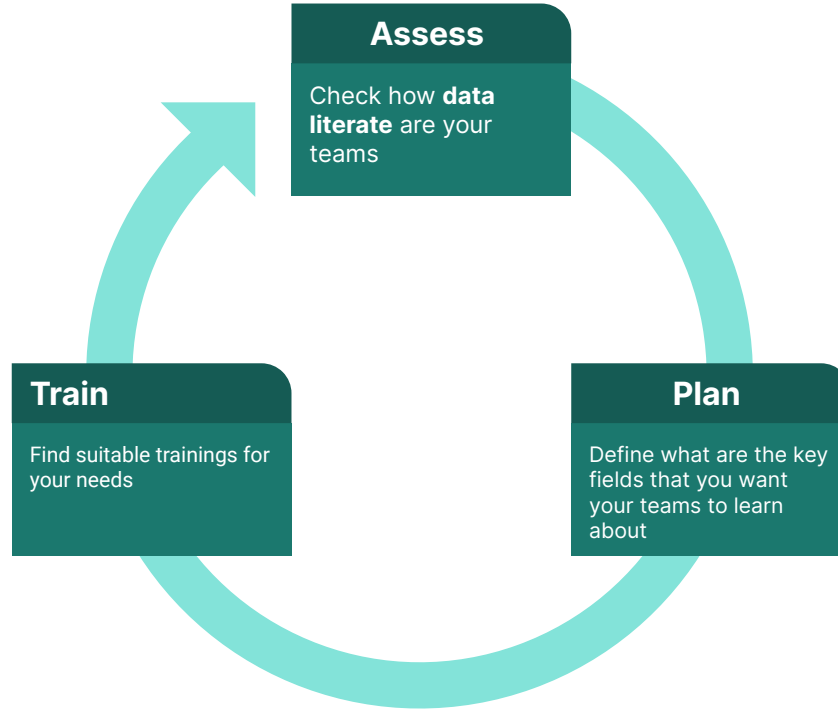 Assess
Check how data
literate are your
teams
Train
Find suitable trainings for
your needs
Plan
Define what are the key
fields that you want
your teams to learn
about